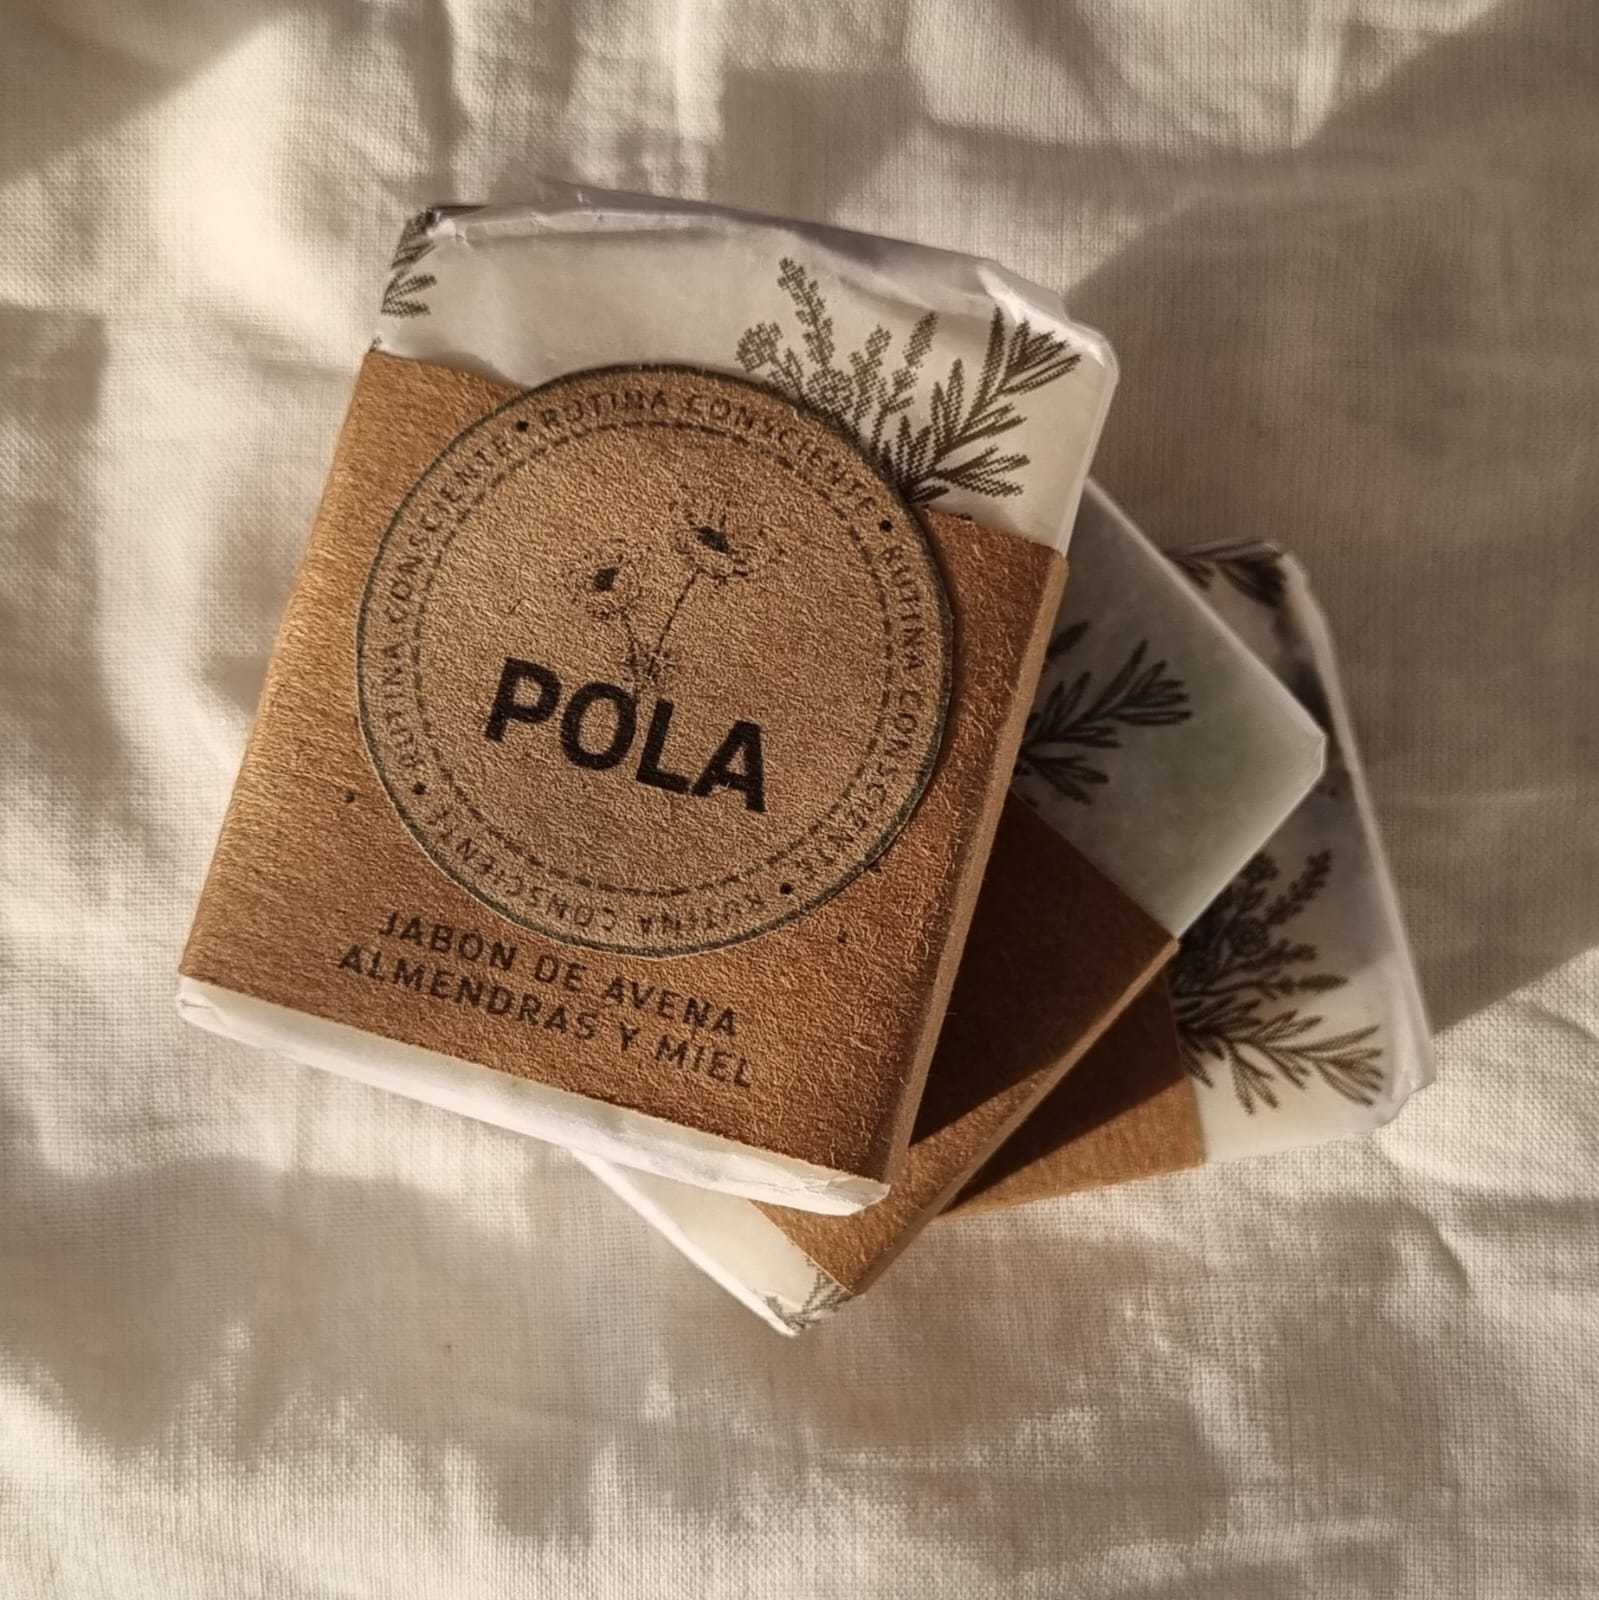 RUTINA CONSCIENTE • RUTINA CONSCIENTE • RUTINA CONSCIENTE • RUTINA CONSCIENTE •
POLA
JABON DE AVENA
ALMENDRAS Y MIEL